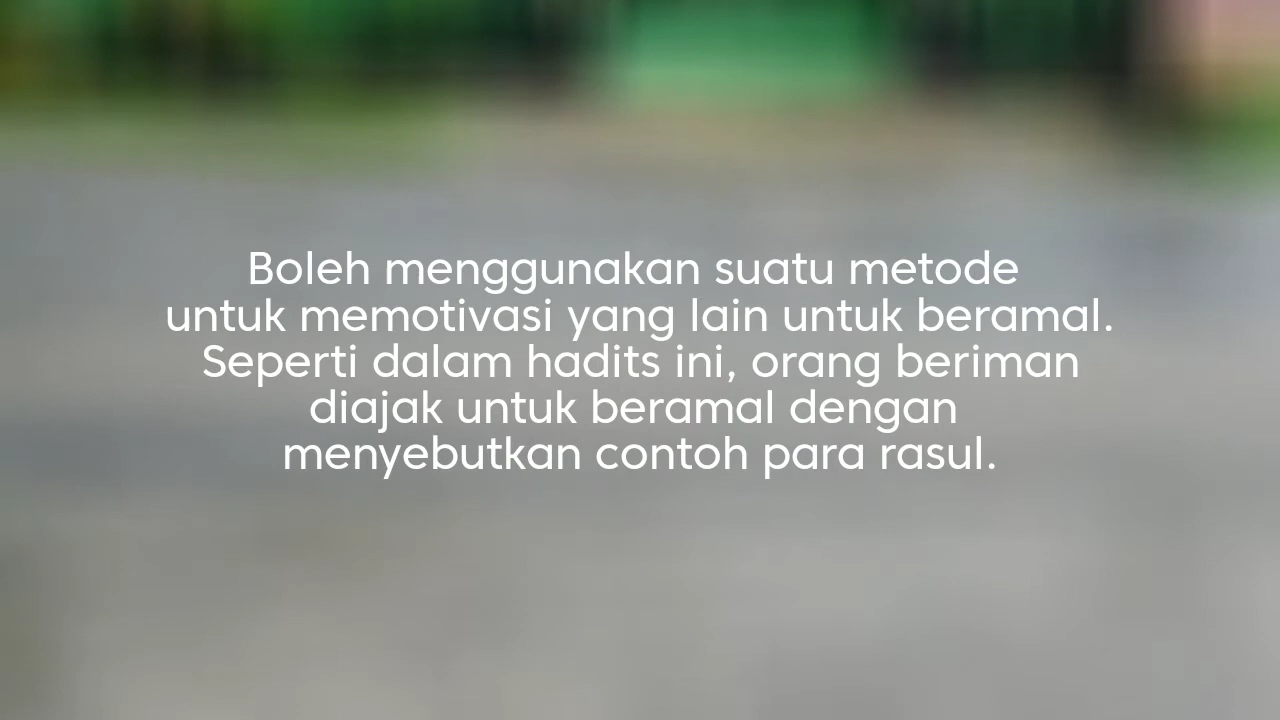 Boleh menggunakan suatu metode
untuk memotivasi yang lain untuk beramal.
Seperti dalam hadits ini, orang beriman
diajak untuk beramal dengan
menyebutkan contoh para rasul.